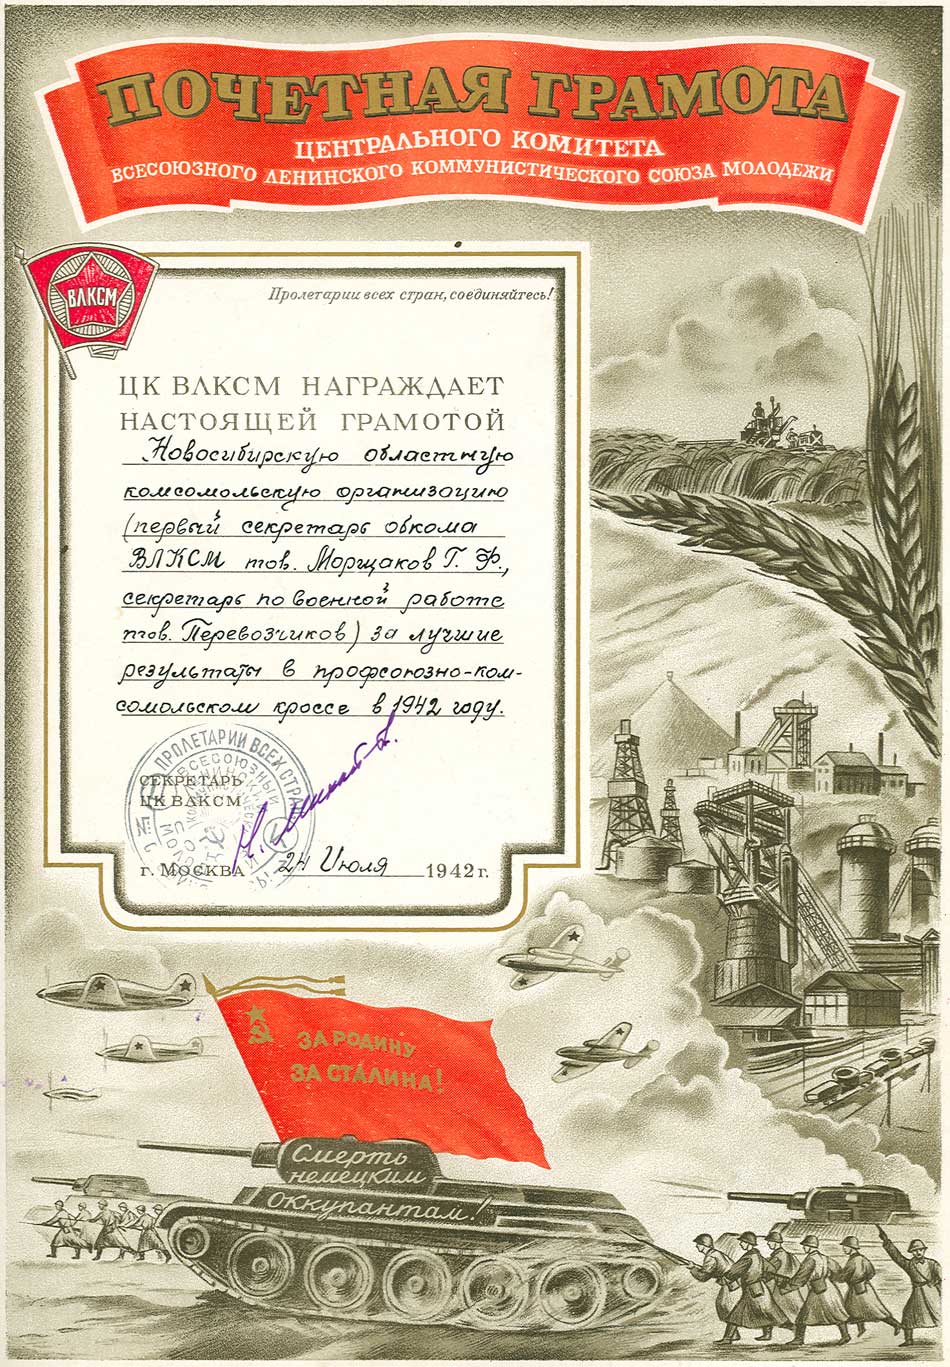 ПОЧЕТНАЯ ГРАМОТА
ЦЕНТРАЛЬНОГО КОМИТЕТА
ВСЕСОЮЗНОГО ЛЕНИНСКОГО КОММУНИСТИЧЕСКОГО СОЮЗА МОЛОДЕЖИ
ВЛКСМ
Пролетарии всех стран, соединяйтесь!
ЦК ВЛКСМ НАГРАЖДАЕТ
НАСТОЯЩЕЙ ГРАМОТОЙ
Новосибирскую областную
комсомольскую организацию
(первый секретарь обкома
ВЛКСМ тов. Морщаков Г. Ф.,
секретарь по военной работе
тов. Перевозчиков) за лучшие
результаты в профсоюзно-ком-
сомольском кроссе в 1942 году.
ПРОЛЕТАРИИ ВСЕХ СТРАН
ВСЕСОЮЗНЫЙ
СЕКРЕТАРЬ
ЦК ВЛКСМ
г. МОСКВА 24 Июля 1942 г.
ЗА РОДИНУ
ЗА СТАЛИНА!
Смерть
немецким
оккупантам!